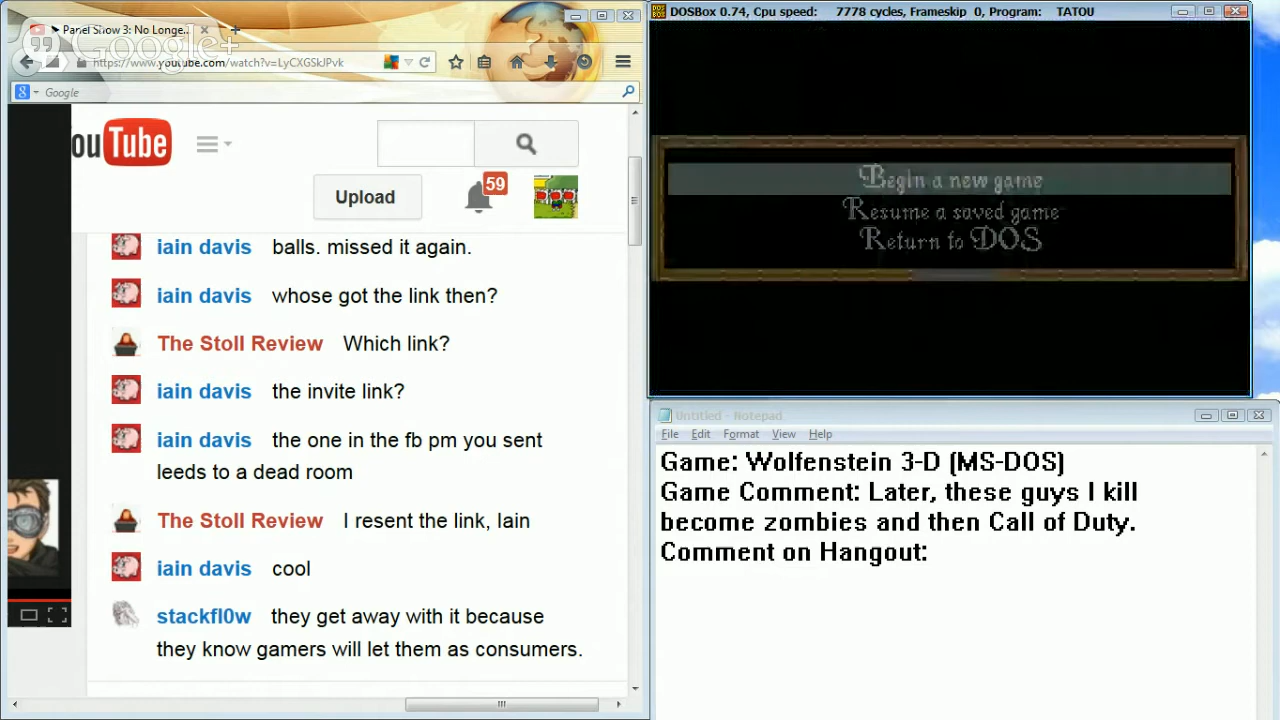 Panel Show 3: No Longe...
Google+
https://www.youtube.com/watch?v=LyCXGSkJPvk
Google
ouTube
Upload
59
iain davis balls. missed it again.
iain davis whose got the link then?
The Stoll Review Which link?
iain davis the invite link?
iain davis the one in the fb pm you sent
leeds to a dead room
The Stoll Review I resent the link, Iain
iain davis cool
stackfl0w they get away with it because
they know gamers will let them as consumers.
DOSBox 0.74, Cpu speed: 7778 cycles, Frameskip 0, Program: TATOU
Begin a new game
Resume a saved game
Return to DOS
Untitled - Notepad
File Edit Format View Help
Game: Wolfenstein 3-D (MS-DOS)
Game Comment: Later, these guys I kill
become zombies and then Call of Duty.
Comment on Hangout: